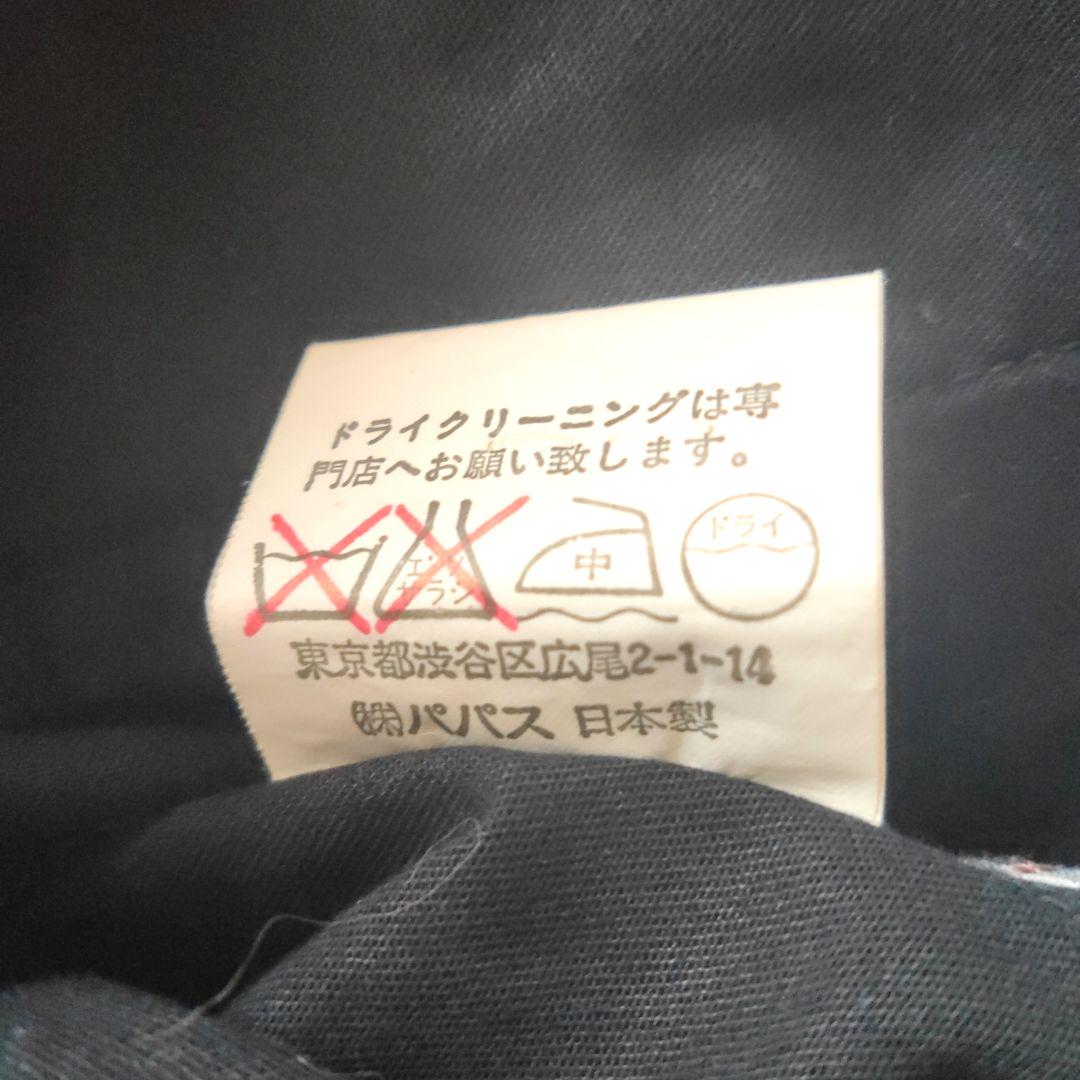 ドライクリーニングは専
門店へお願い致します。
エンソ
サラシ
中
ドライ
東京都渋谷区広尾2-1-14
㈱パパス 日本製